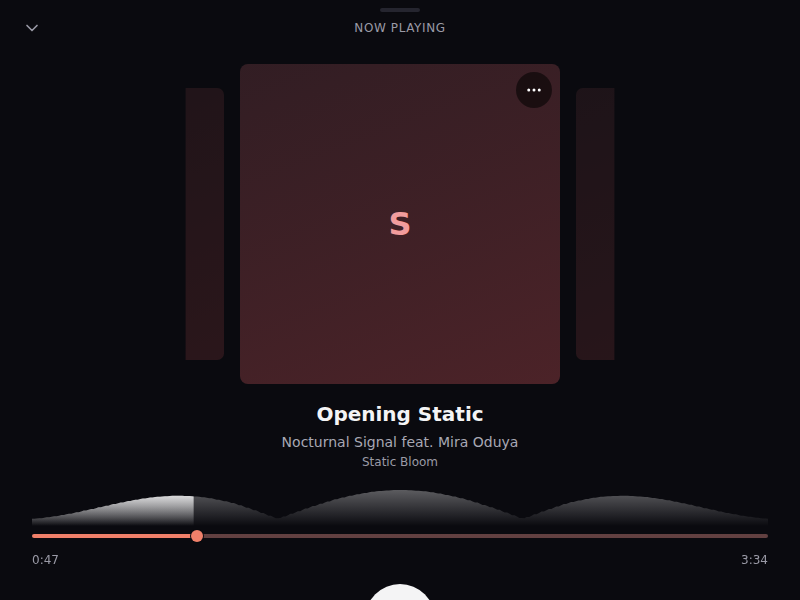 NOW PLAYING
S
Opening Static
Nocturnal Signal feat. Mira Oduya
Static Bloom
0:47
3:34